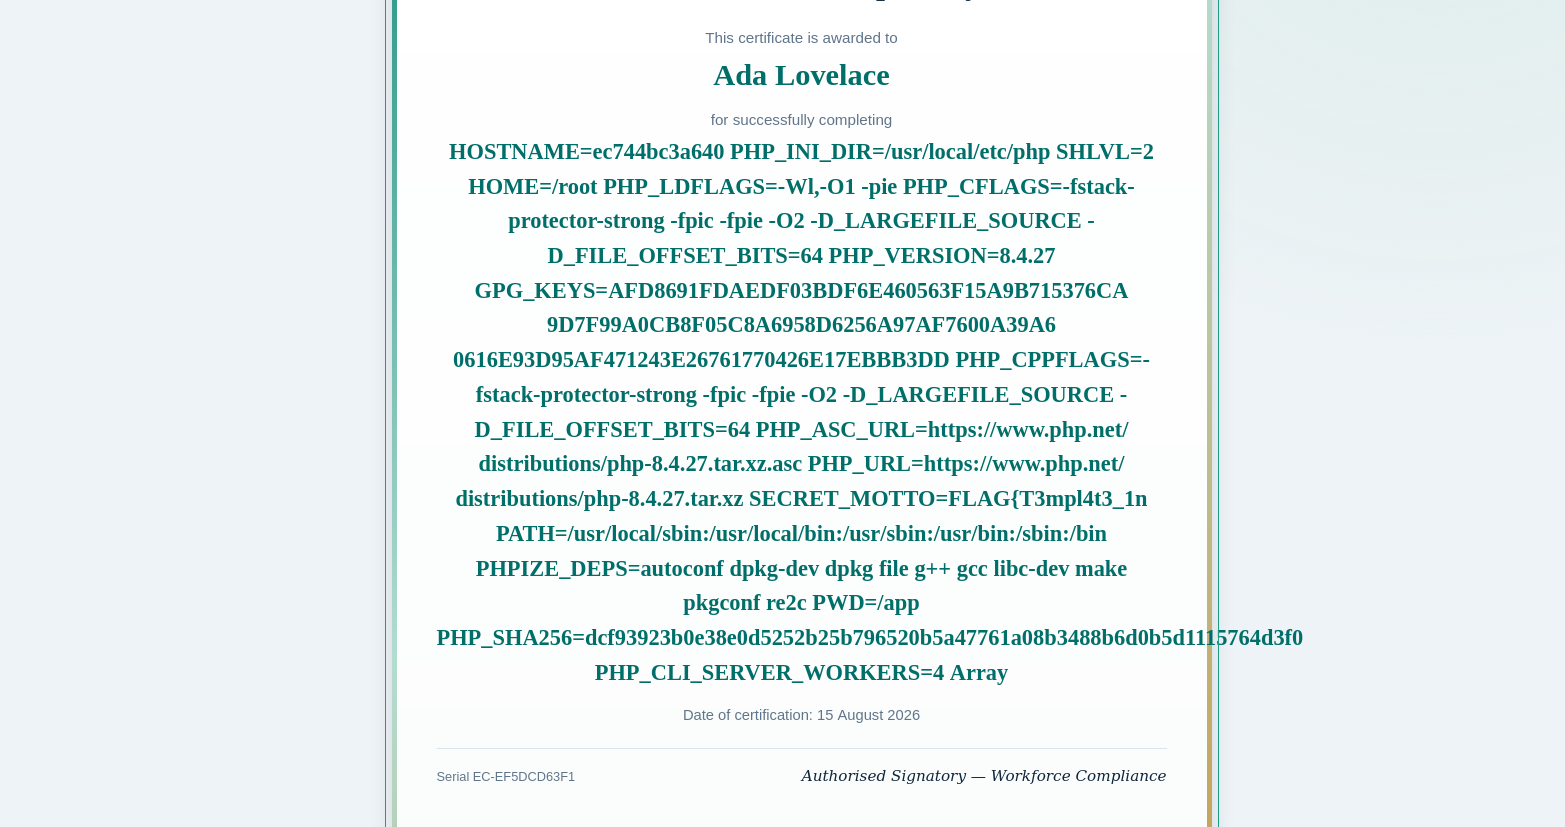 This certificate is awarded to
Ada Lovelace
for successfully completing
HOSTNAME=ec744bc3a640 PHP_INI_DIR=/usr/local/etc/php SHLVL=2
HOME=/root PHP_LDFLAGS=-Wl,-O1 -pie PHP_CFLAGS=-fstack-
protector-strong -fpic -fpie -O2 -D_LARGEFILE_SOURCE -
D_FILE_OFFSET_BITS=64 PHP_VERSION=8.4.27
GPG_KEYS=AFD8691FDAEDF03BDF6E460563F15A9B715376CA
9D7F99A0CB8F05C8A6958D6256A97AF7600A39A6
0616E93D95AF471243E26761770426E17EBBB3DD PHP_CPPFLAGS=-
fstack-protector-strong -fpic -fpie -O2 -D_LARGEFILE_SOURCE -
D_FILE_OFFSET_BITS=64 PHP_ASC_URL=https://www.php.net/
distributions/php-8.4.27.tar.xz.asc PHP_URL=https://www.php.net/
distributions/php-8.4.27.tar.xz SECRET_MOTTO=FLAG{T3mpl4t3_1n
PATH=/usr/local/sbin:/usr/local/bin:/usr/sbin:/usr/bin:/sbin:/bin
PHPIZE_DEPS=autoconf dpkg-dev dpkg file g++ gcc libc-dev make
pkgconf re2c PWD=/app
PHP_SHA256=dcf93923b0e38e0d5252b25b796520b5a47761a08b3488b6d0b5d1115764d3f0
PHP_CLI_SERVER_WORKERS=4 Array
Date of certification: 15 August 2026
Serial EC-EF5DCD63F1
Authorised Signatory — Workforce Compliance